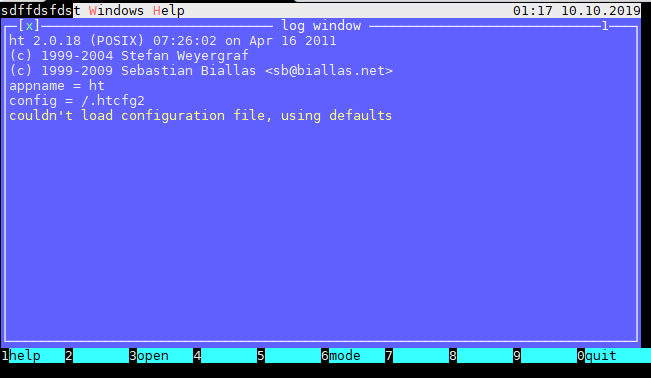 sdffdsfdst Windows Help 01:17 10.10.2019
[x] log window 1
ht 2.0.18 (POSIX) 07:26:02 on Apr 16 2011
(c) 1999-2004 Stefan Weyergraf
(c) 1999-2009 Sebastian Biallas <sb@biallas.net>
appname = ht
config = /.htcfg2
couldn't load configuration file, using defaults
1help 2 3open 4 5 6mode 7 8 9 0quit